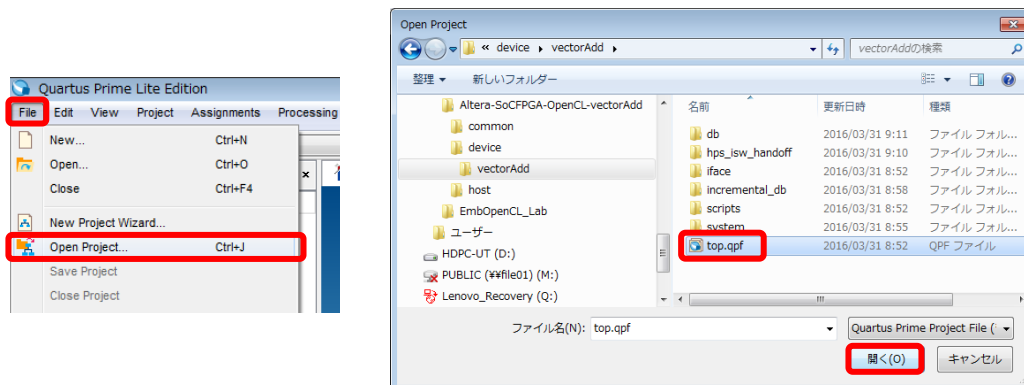 Quartus Prime Lite Edition
File Edit View Project Assignments Processing
New... Ctrl+N
Open... Ctrl+O
Close Ctrl+F4
New Project Wizard...
Open Project... Ctrl+J
Save Project
Close Project
Open Project
« device vectorAdd
vectorAddの検索
整理 新しいフォルダー
Altera-SoCFPGA-OpenCL-vectorAdd
common
device
vectorAdd
host
EmbOpenCL_Lab
ユーザー
HDPC-UT (D:)
PUBLIC (¥¥file01) (M:)
Lenovo_Recovery (Q:)
名前 更新日時 種類
db 2016/03/31 9:11 ファイル フォル...
hps_isw_handoff 2016/03/31 9:10 ファイル フォル...
iface 2016/03/31 8:52 ファイル フォル...
incremental_db 2016/03/31 8:58 ファイル フォル...
scripts 2016/03/31 8:52 ファイル フォル...
system 2016/03/31 8:55 ファイル フォル...
top.qpf 2016/03/31 8:52 QPF ファイル
ファイル名(N): top.qpf
Quartus Prime Project File (
開く(O) キャンセル